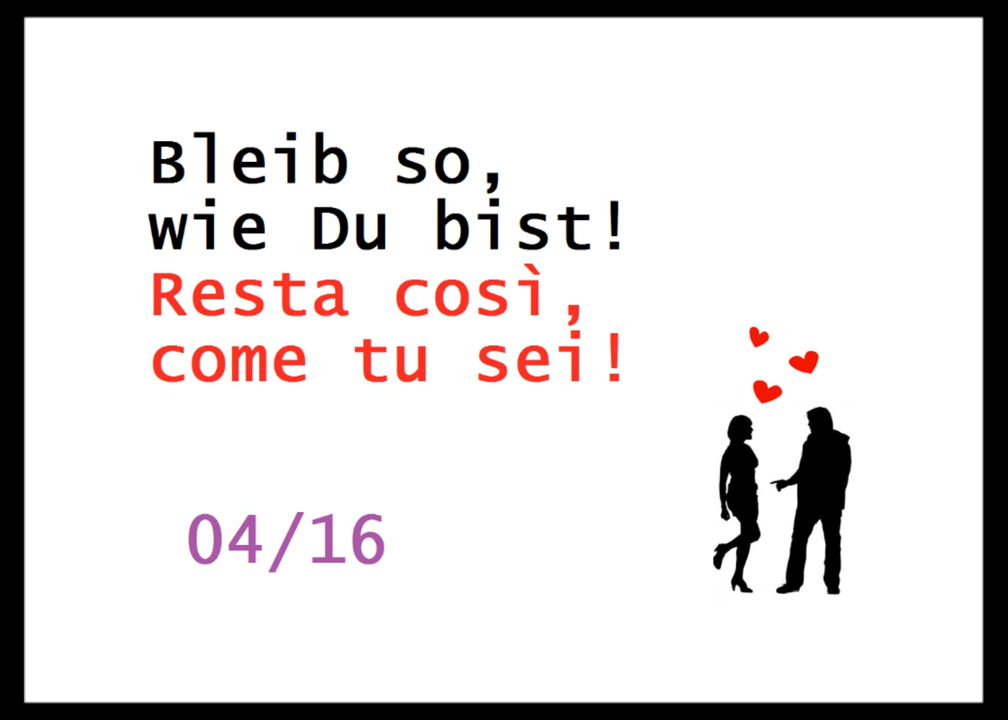 Bleib so,
wie Du bist!
Resta così,
come tu sei!
04/16